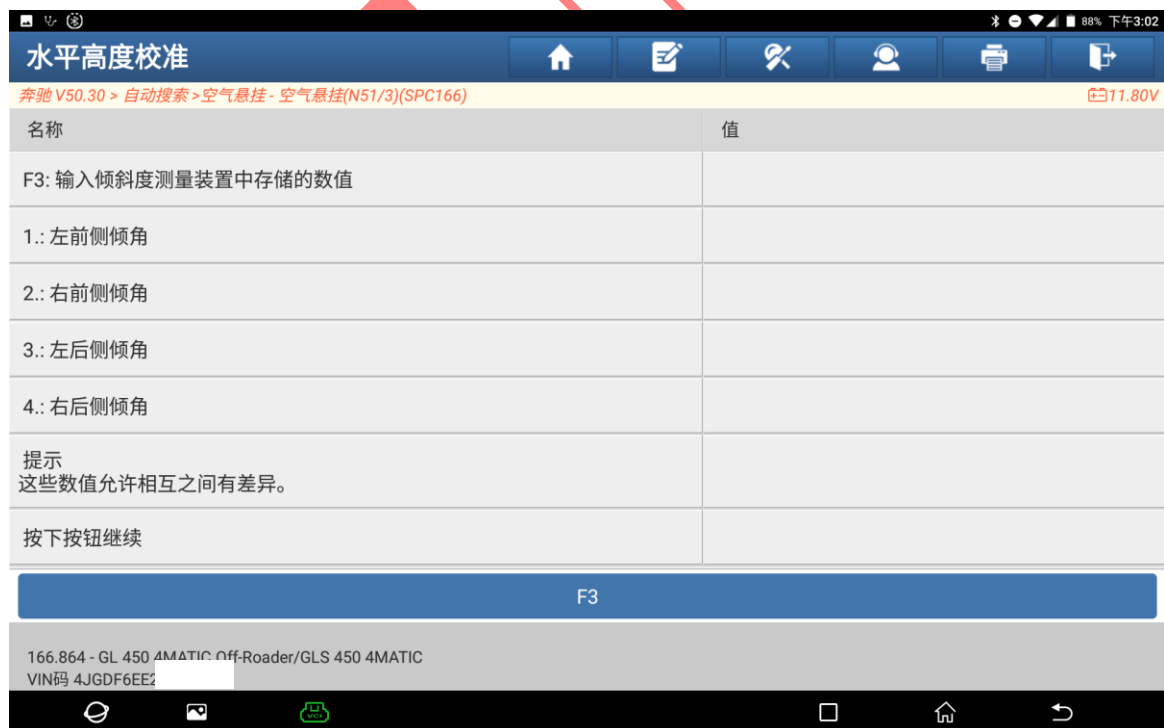 88% 下午3:02
水平高度校准
奔驰 V50.30 > 自动搜索 >空气悬挂 - 空气悬挂(N51/3)(SPC166)
11.80V
名称
值
F3: 输入倾斜度测量装置中存储的数值
1.: 左前侧倾角
2.: 右前侧倾角
3.: 左后侧倾角
4.: 右后侧倾角
提示
这些数值允许相互之间有差异。
按下按钮继续
F3
166.864 - GL 450 4MATIC Off-Roader/GLS 450 4MATIC
VIN码 4JGDF6EE2
VCI